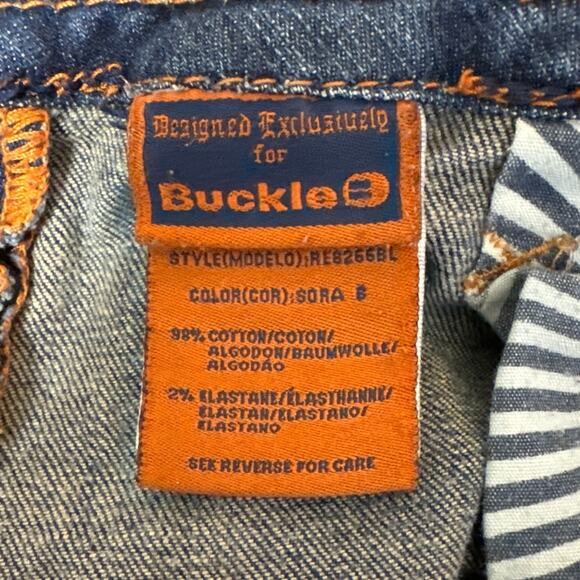 Designed Exclusively
for
Buckle B
STYLE(MODELO):RE8266BL
COLOR(COR):SORA B
98% COTTON/COTON/
ALGODON/BAUMWOLLE/
ALGODÃO
2% ELASTANE/ÉLASTHANNE/
ELASTAN/ELASTANO/
ELASTANO
SEE REVERSE FOR CARE